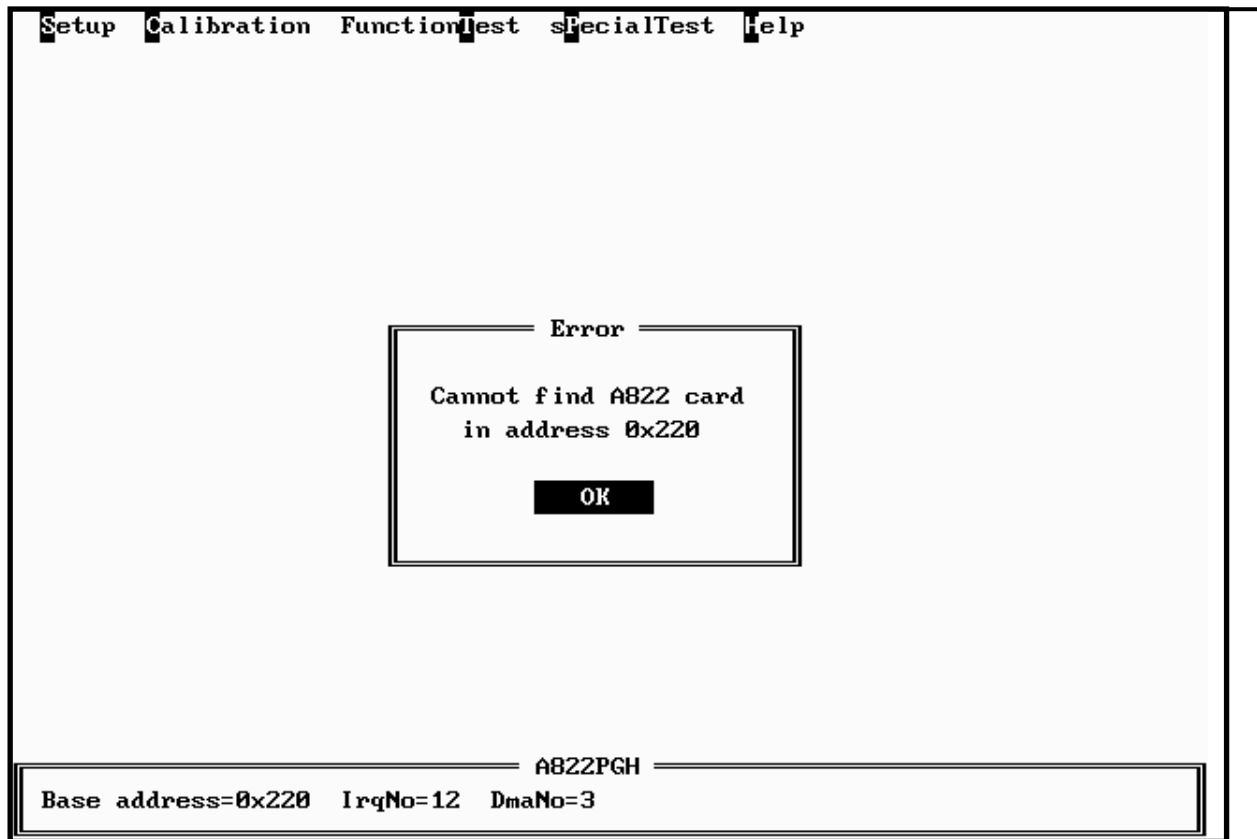 Setup Calibration FunctionTest sPecialTest Help
Error
Cannot find A822 card
in address 0x220
OK
A822PGH
Base address=0x220 IrqNo=12 DmaNo=3